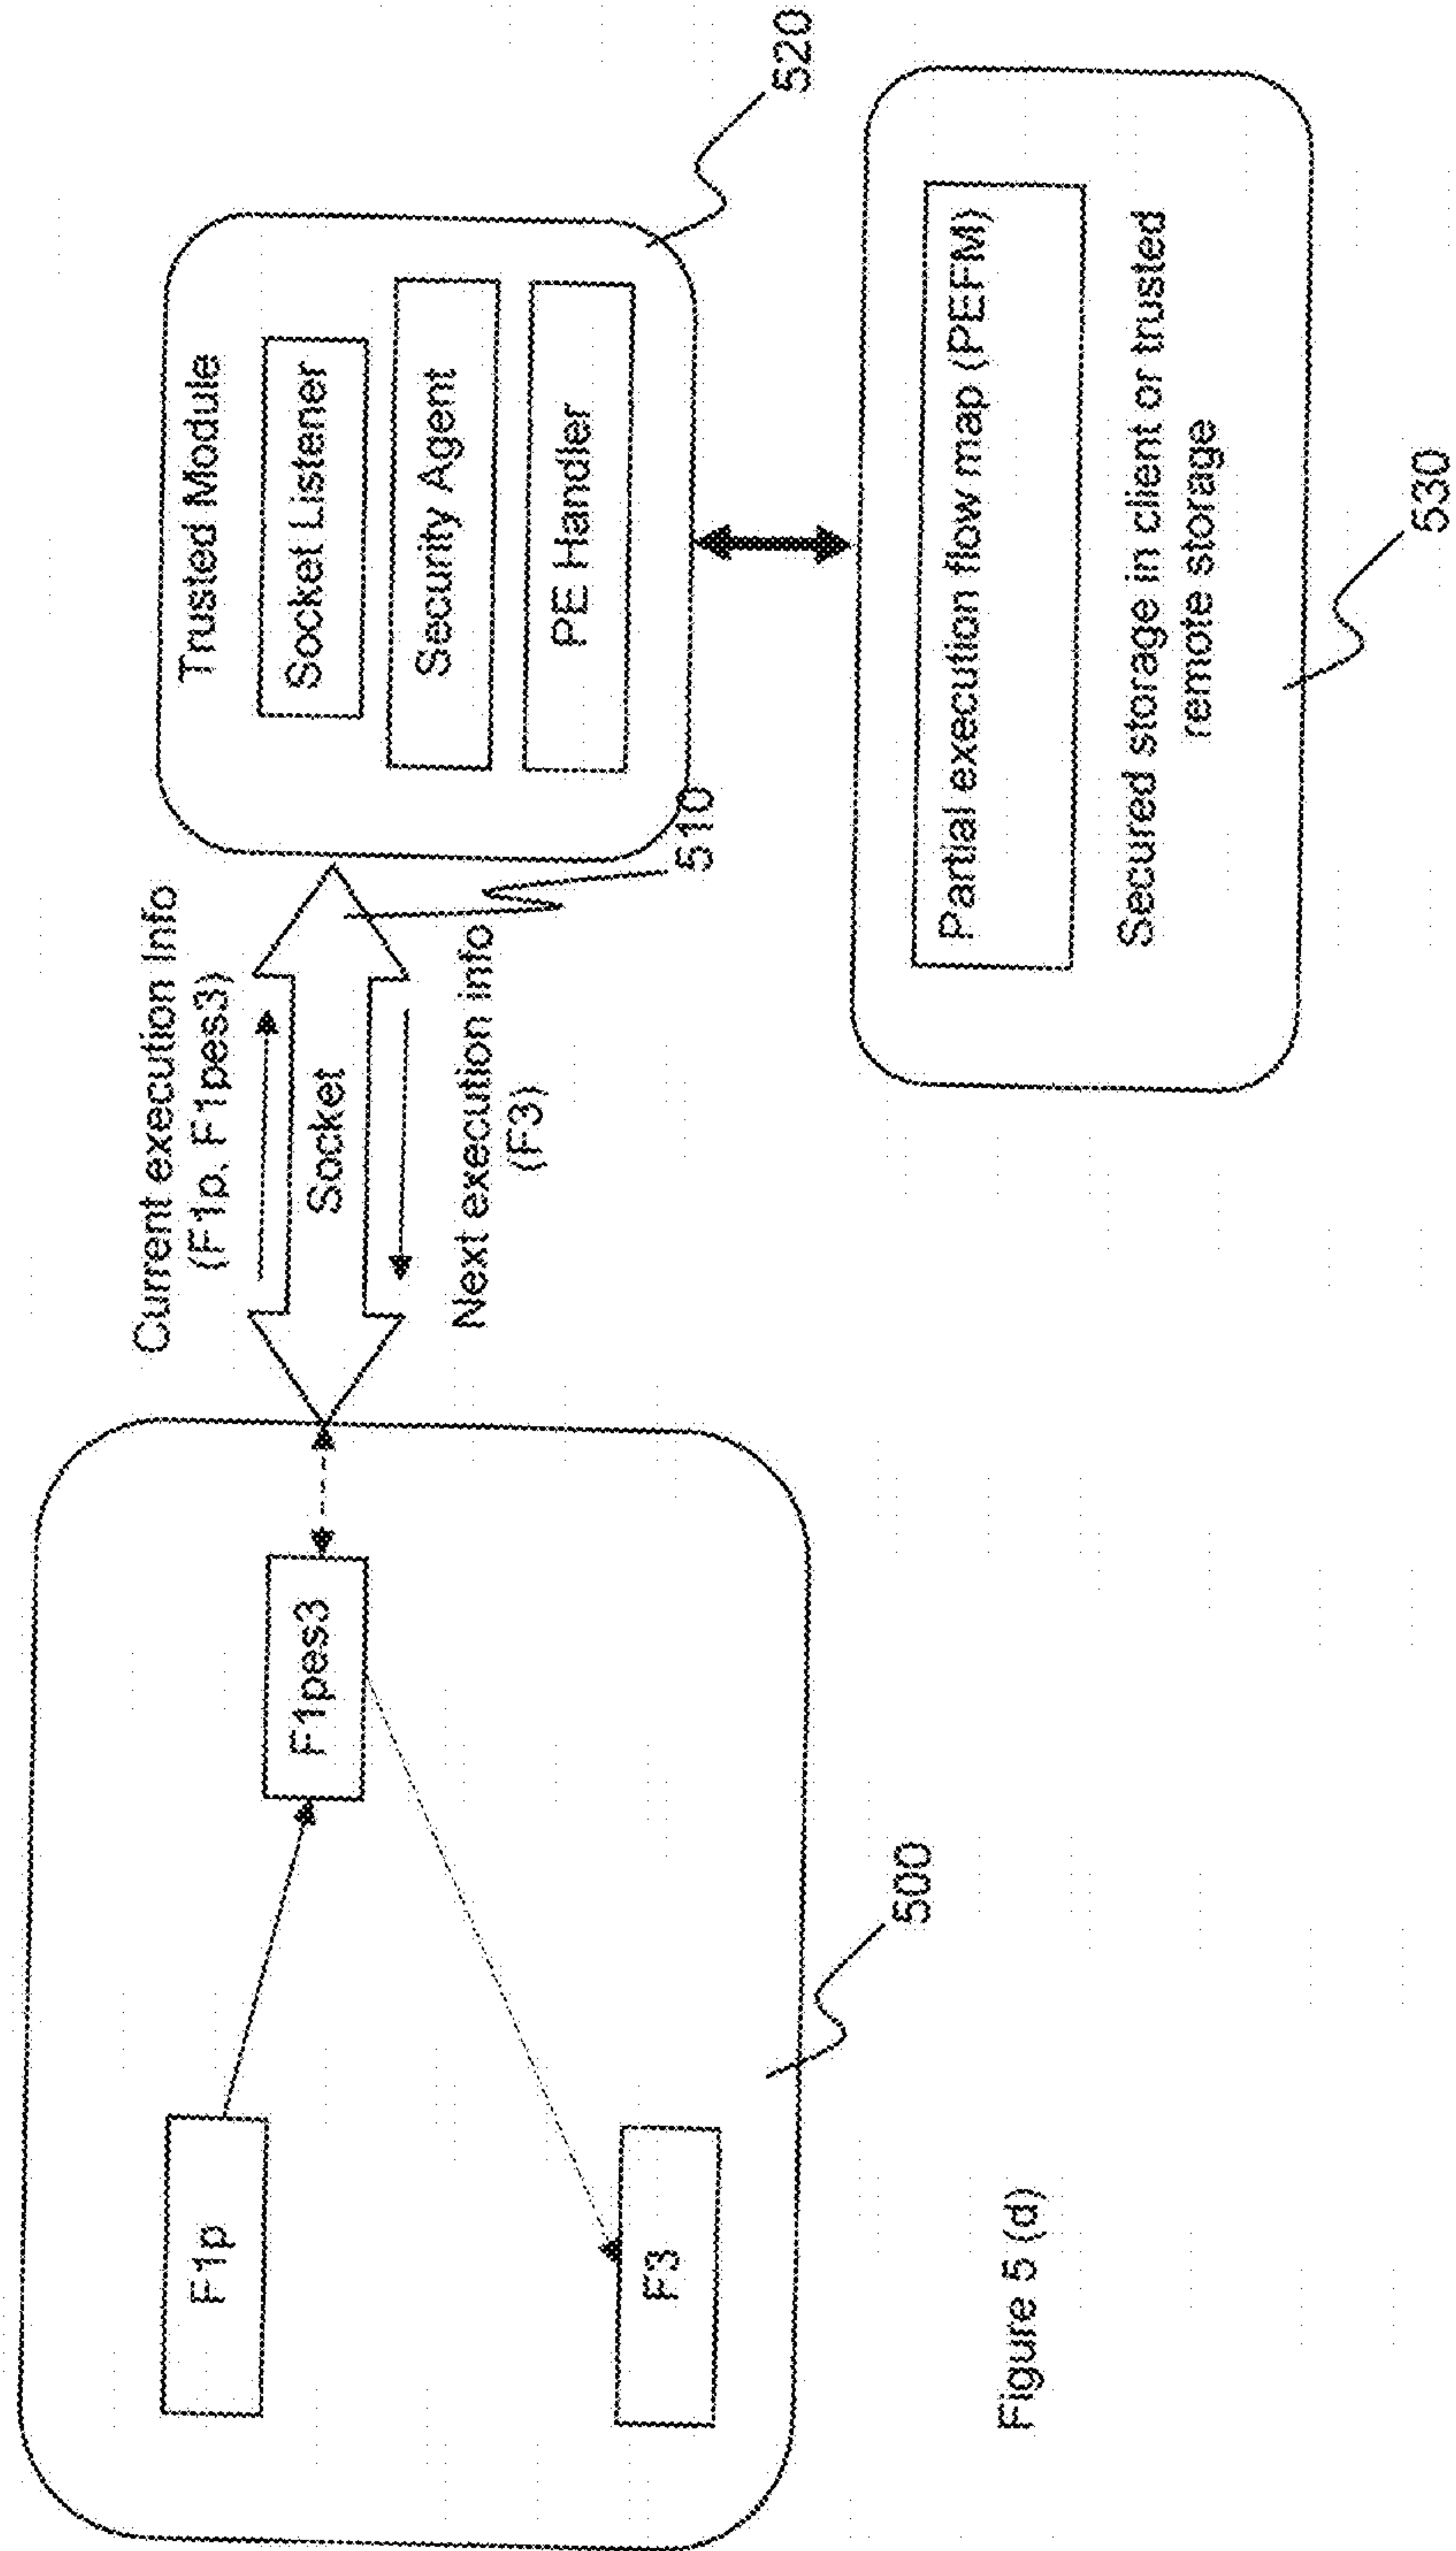 F1p
F1pes3
F3
500
Current execution Info
(F1p, F1pes3)
Socket
Next execution info
(F3)
510
Trusted Module
Socket Listener
Security Agent
PE Handler
520
Partial execution flow map (PEFM)
Secured storage in client or trusted
remote storage
530
Figure 5 (d)